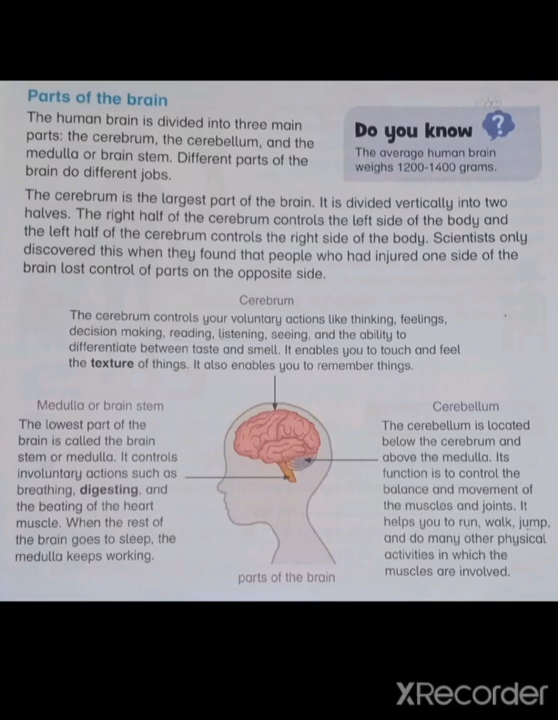 Parts of the brain
The human brain is divided into three main
parts: the cerebrum, the cerebellum, and the
medulla or brain stem. Different parts of the
brain do different jobs.
Do you know
?
The average human brain
weighs 1200-1400 grams.
The cerebrum is the largest part of the brain. It is divided vertically into two
halves. The right half of the cerebrum controls the left side of the body and
the left half of the cerebrum controls the right side of the body. Scientists only
discovered this when they found that people who had injured one side of the
brain lost control of parts on the opposite side.
Cerebrum
The cerebrum controls your voluntary actions like thinking, feelings,
decision making, reading, listening, seeing, and the ability to
differentiate between taste and smell. It enables you to touch and feel
the texture of things. It also enables you to remember things.
Medulla or brain stem
The lowest part of the
brain is called the brain
stem or medulla. It controls
involuntary actions such as
breathing, digesting, and
the beating of the heart
muscle. When the rest of
the brain goes to sleep, the
medulla keeps working.
Cerebellum
The cerebellum is located
below the cerebrum and
above the medulla. Its
function is to control the
balance and movement of
the muscles and joints. It
helps you to run, walk, jump,
and do many other physical
activities in which the
muscles are involved.
parts of the brain
XRecorder